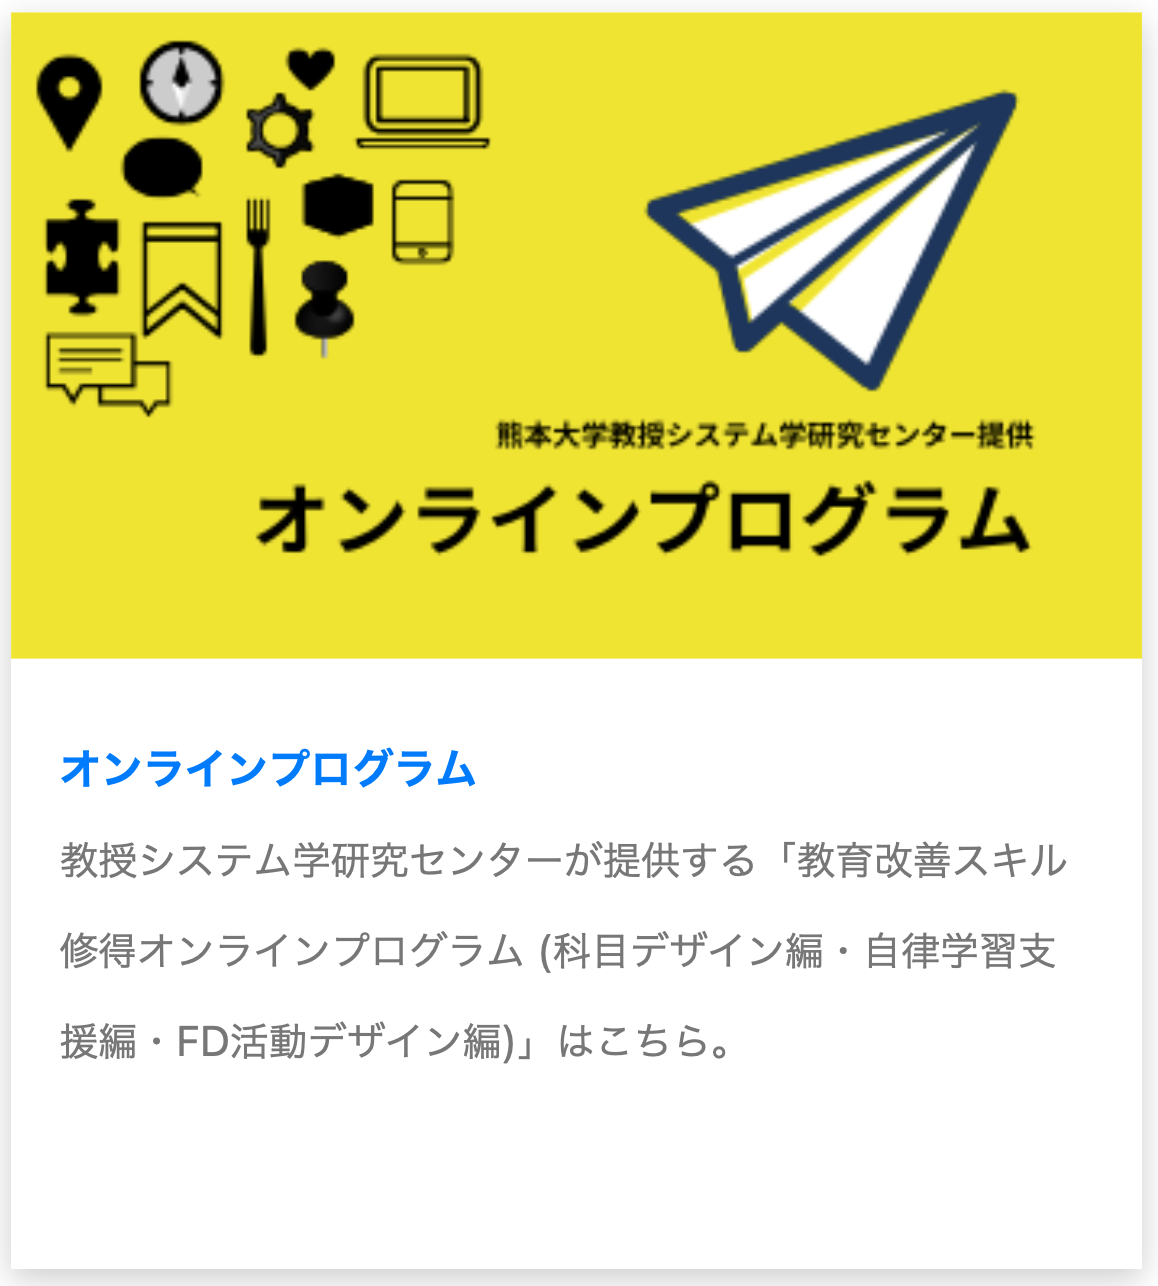 熊本大学教授システム学研究センター提供
オンラインプログラム
オンラインプログラム
教授システム学研究センターが提供する「教育改善スキル
修得オンラインプログラム (科目デザイン編・自律学習支
援編・FD活動デザイン編)」はこちら。